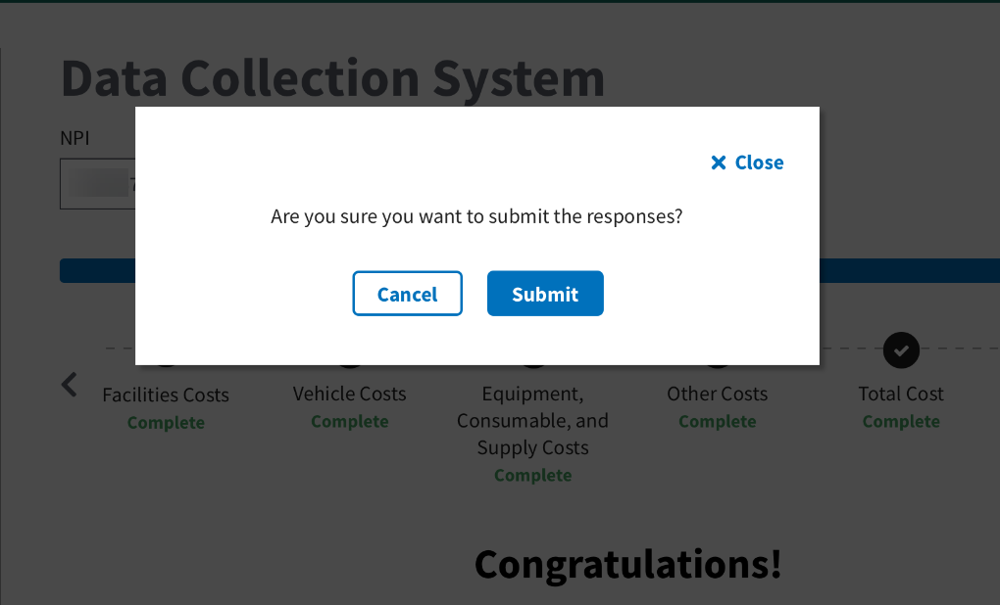 Data Collection System
NPI
Close
Are you sure you want to submit the responses?
Cancel
Submit
Facilities Costs
Complete
Vehicle Costs
Complete
Equipment,
Consumable, and
Supply Costs
Complete
Other Costs
Complete
Total Cost
Complete
Congratulations!